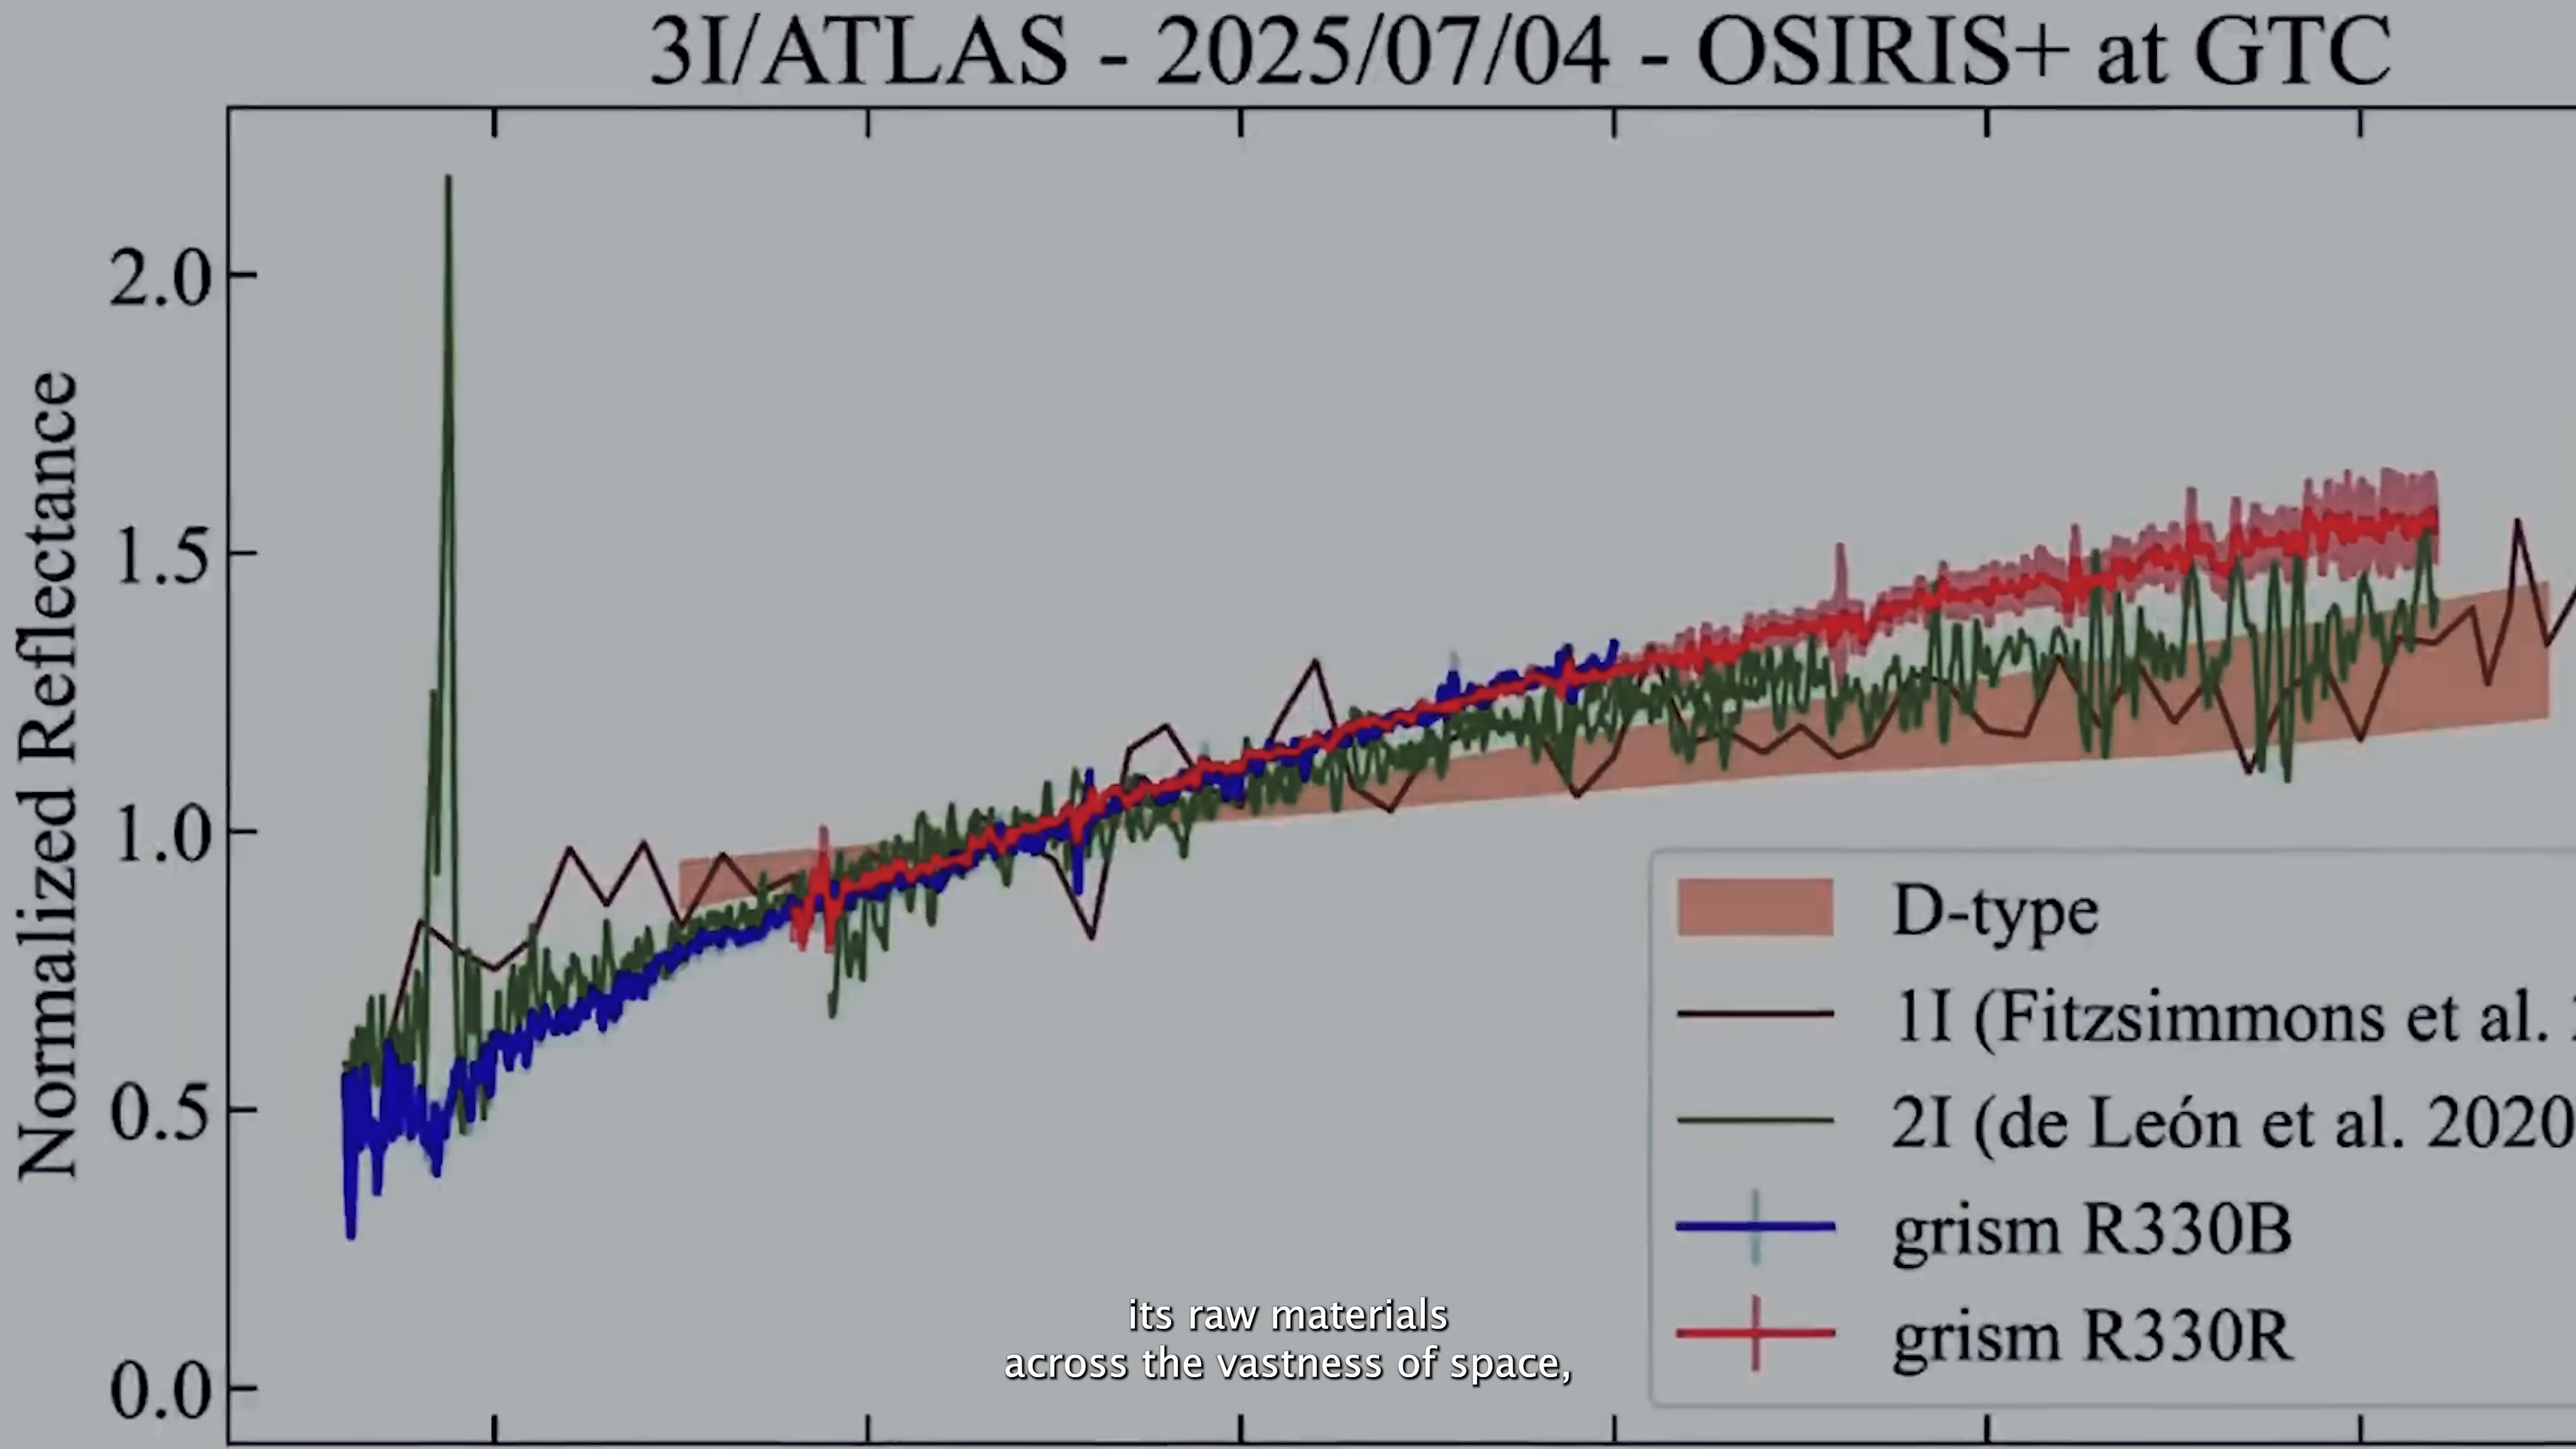 3I/ATLAS - 2025/07/04 - OSIRIS+ at GTC
Normalized Reflectance
2.0
1.5
1.0
0.5
0.0
D-type
1I (Fitzsimmons et al.
2I (de León et al. 2020
grism R330B
grism R330R
its raw materials
across the vastness of space,